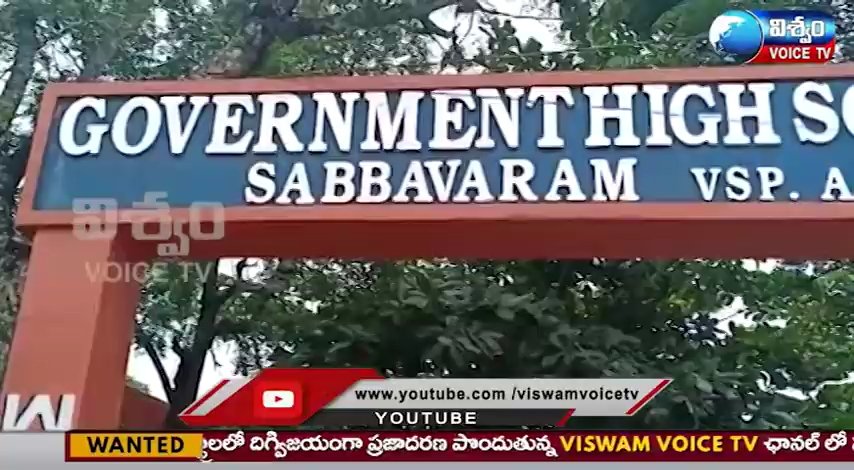 విశ్వం
VOICE TV
GOVERNMENT HIGH
SABBAVARAM VSP.
విశ్వం
VOICE TV
www.youtube.com /viswamvoicetv
YOUTUBE
WANTED లలో దిగ్విజయంగా ప్రజాదరణ పొందుతున్న VISWAM VOICE TV ఛానల్ లో